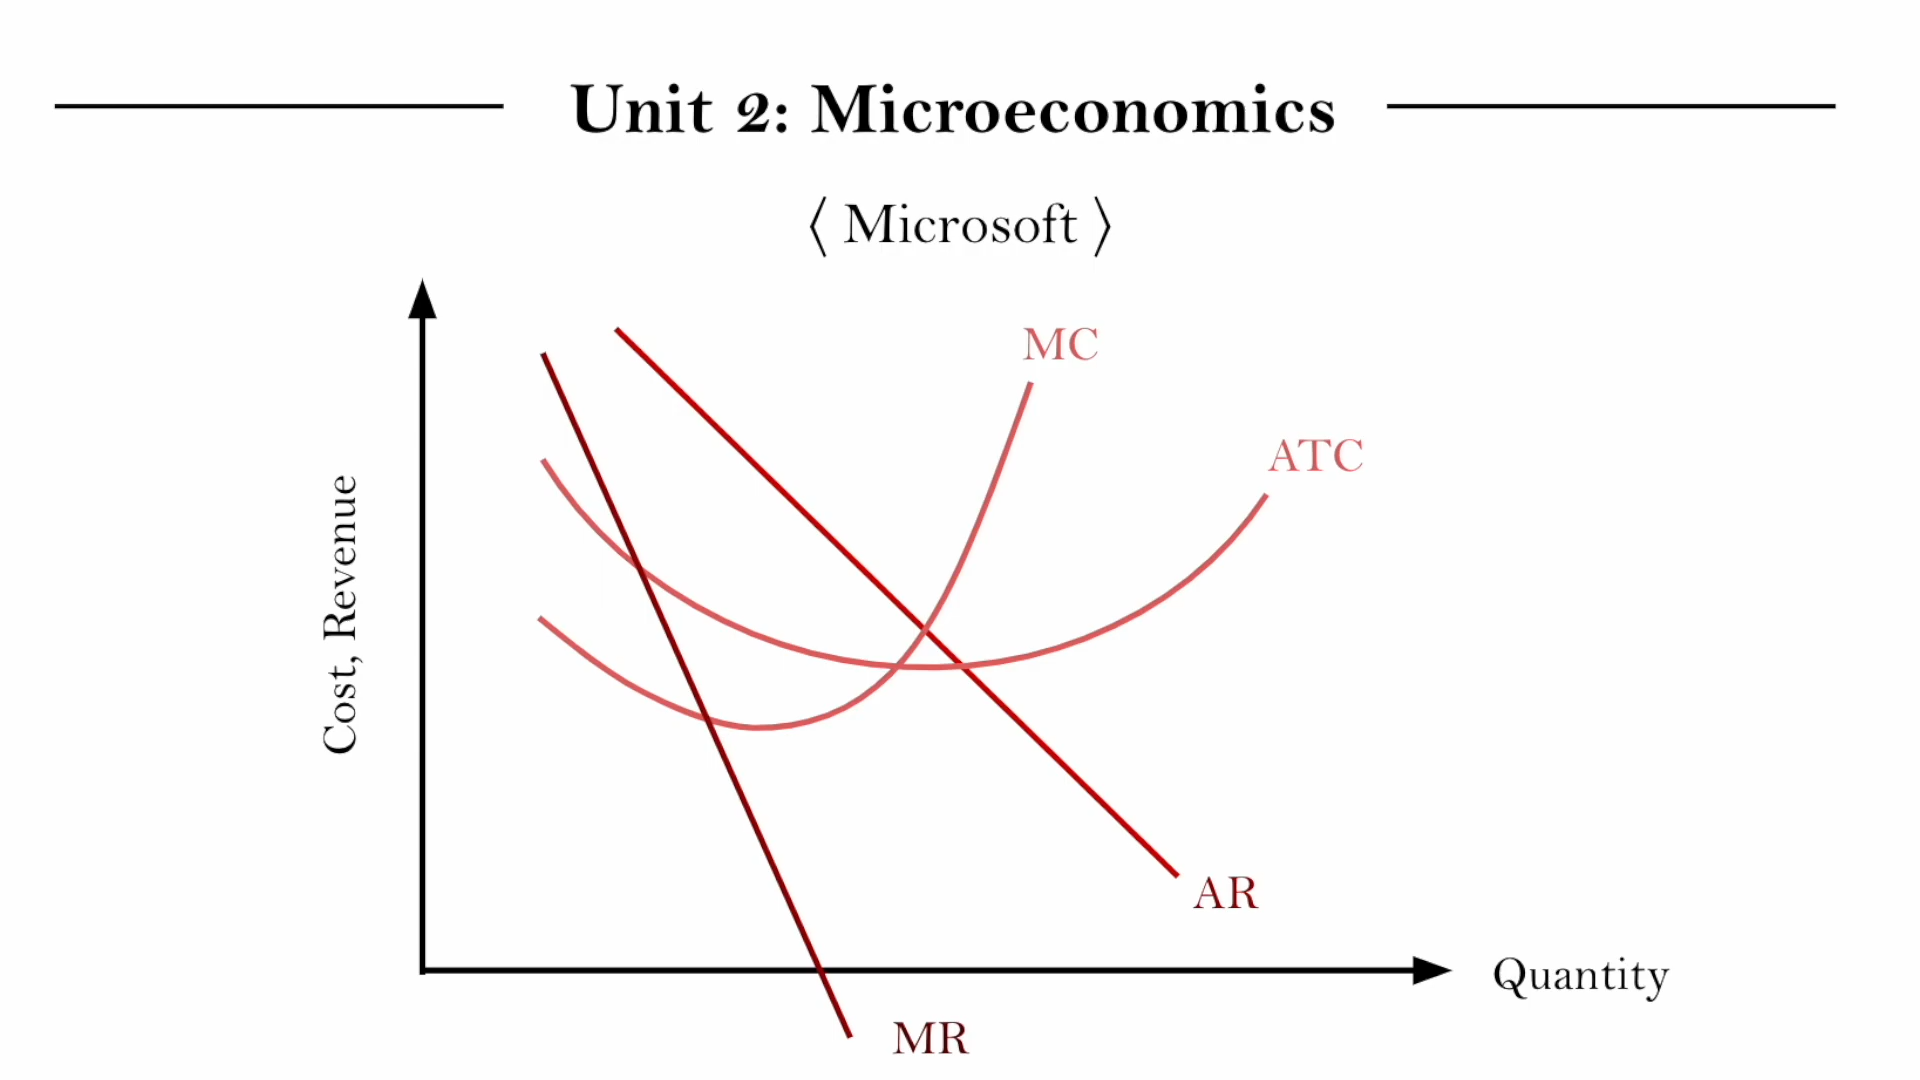 Unit 2: Microeconomics
⟨ Microsoft ⟩
MC
ATC
Cost, Revenue
AR
Quantity
MR